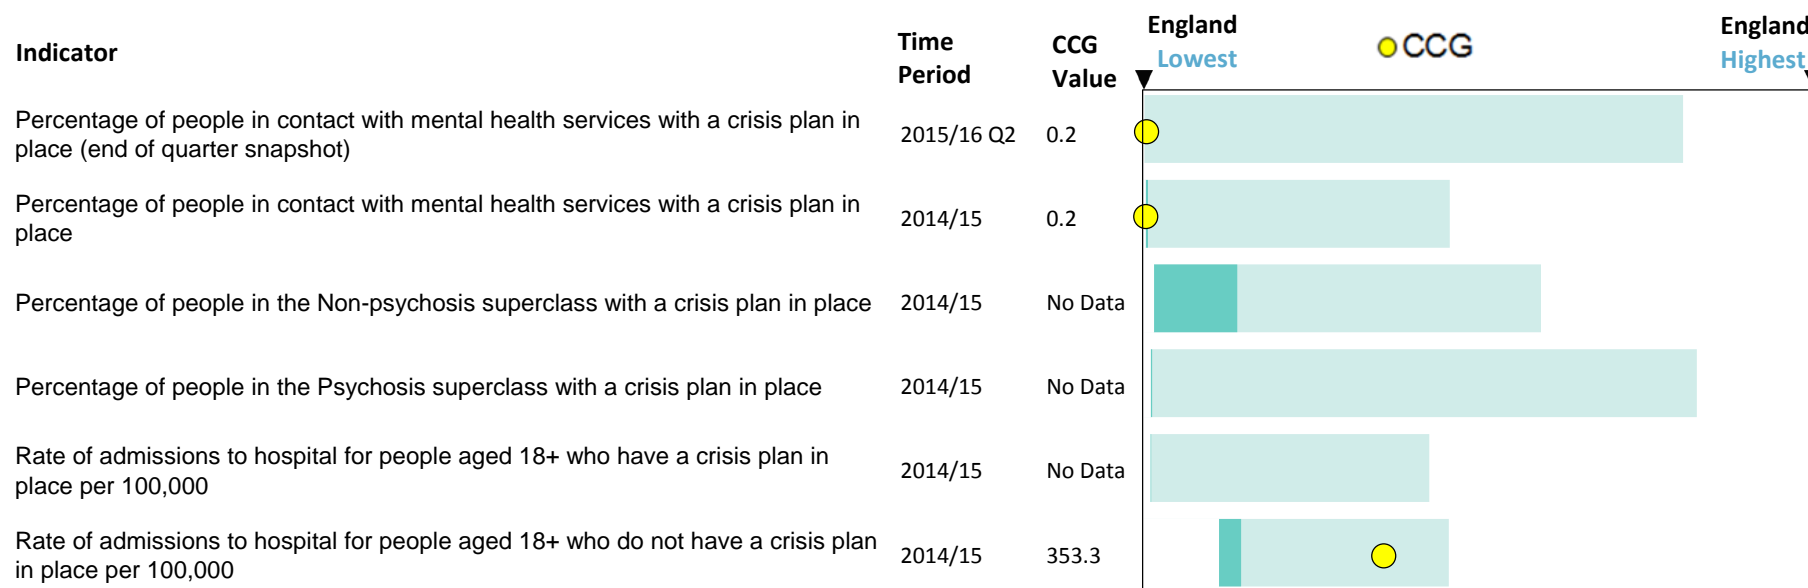 Indicator
Time Period
CCG Value
England Lowest
CCG
England Highest
Percentage of people in contact with mental health services with a crisis plan in
place (end of quarter snapshot)
2015/16 Q2
0.2
Percentage of people in contact with mental health services with a crisis plan in
place
2014/15
0.2
Percentage of people in the Non-psychosis superclass with a crisis plan in place
2014/15
No Data
Percentage of people in the Psychosis superclass with a crisis plan in place
2014/15
No Data
Rate of admissions to hospital for people aged 18+ who have a crisis plan in
place per 100,000
2014/15
No Data
Rate of admissions to hospital for people aged 18+ who do not have a crisis plan
in place per 100,000
2014/15
353.3